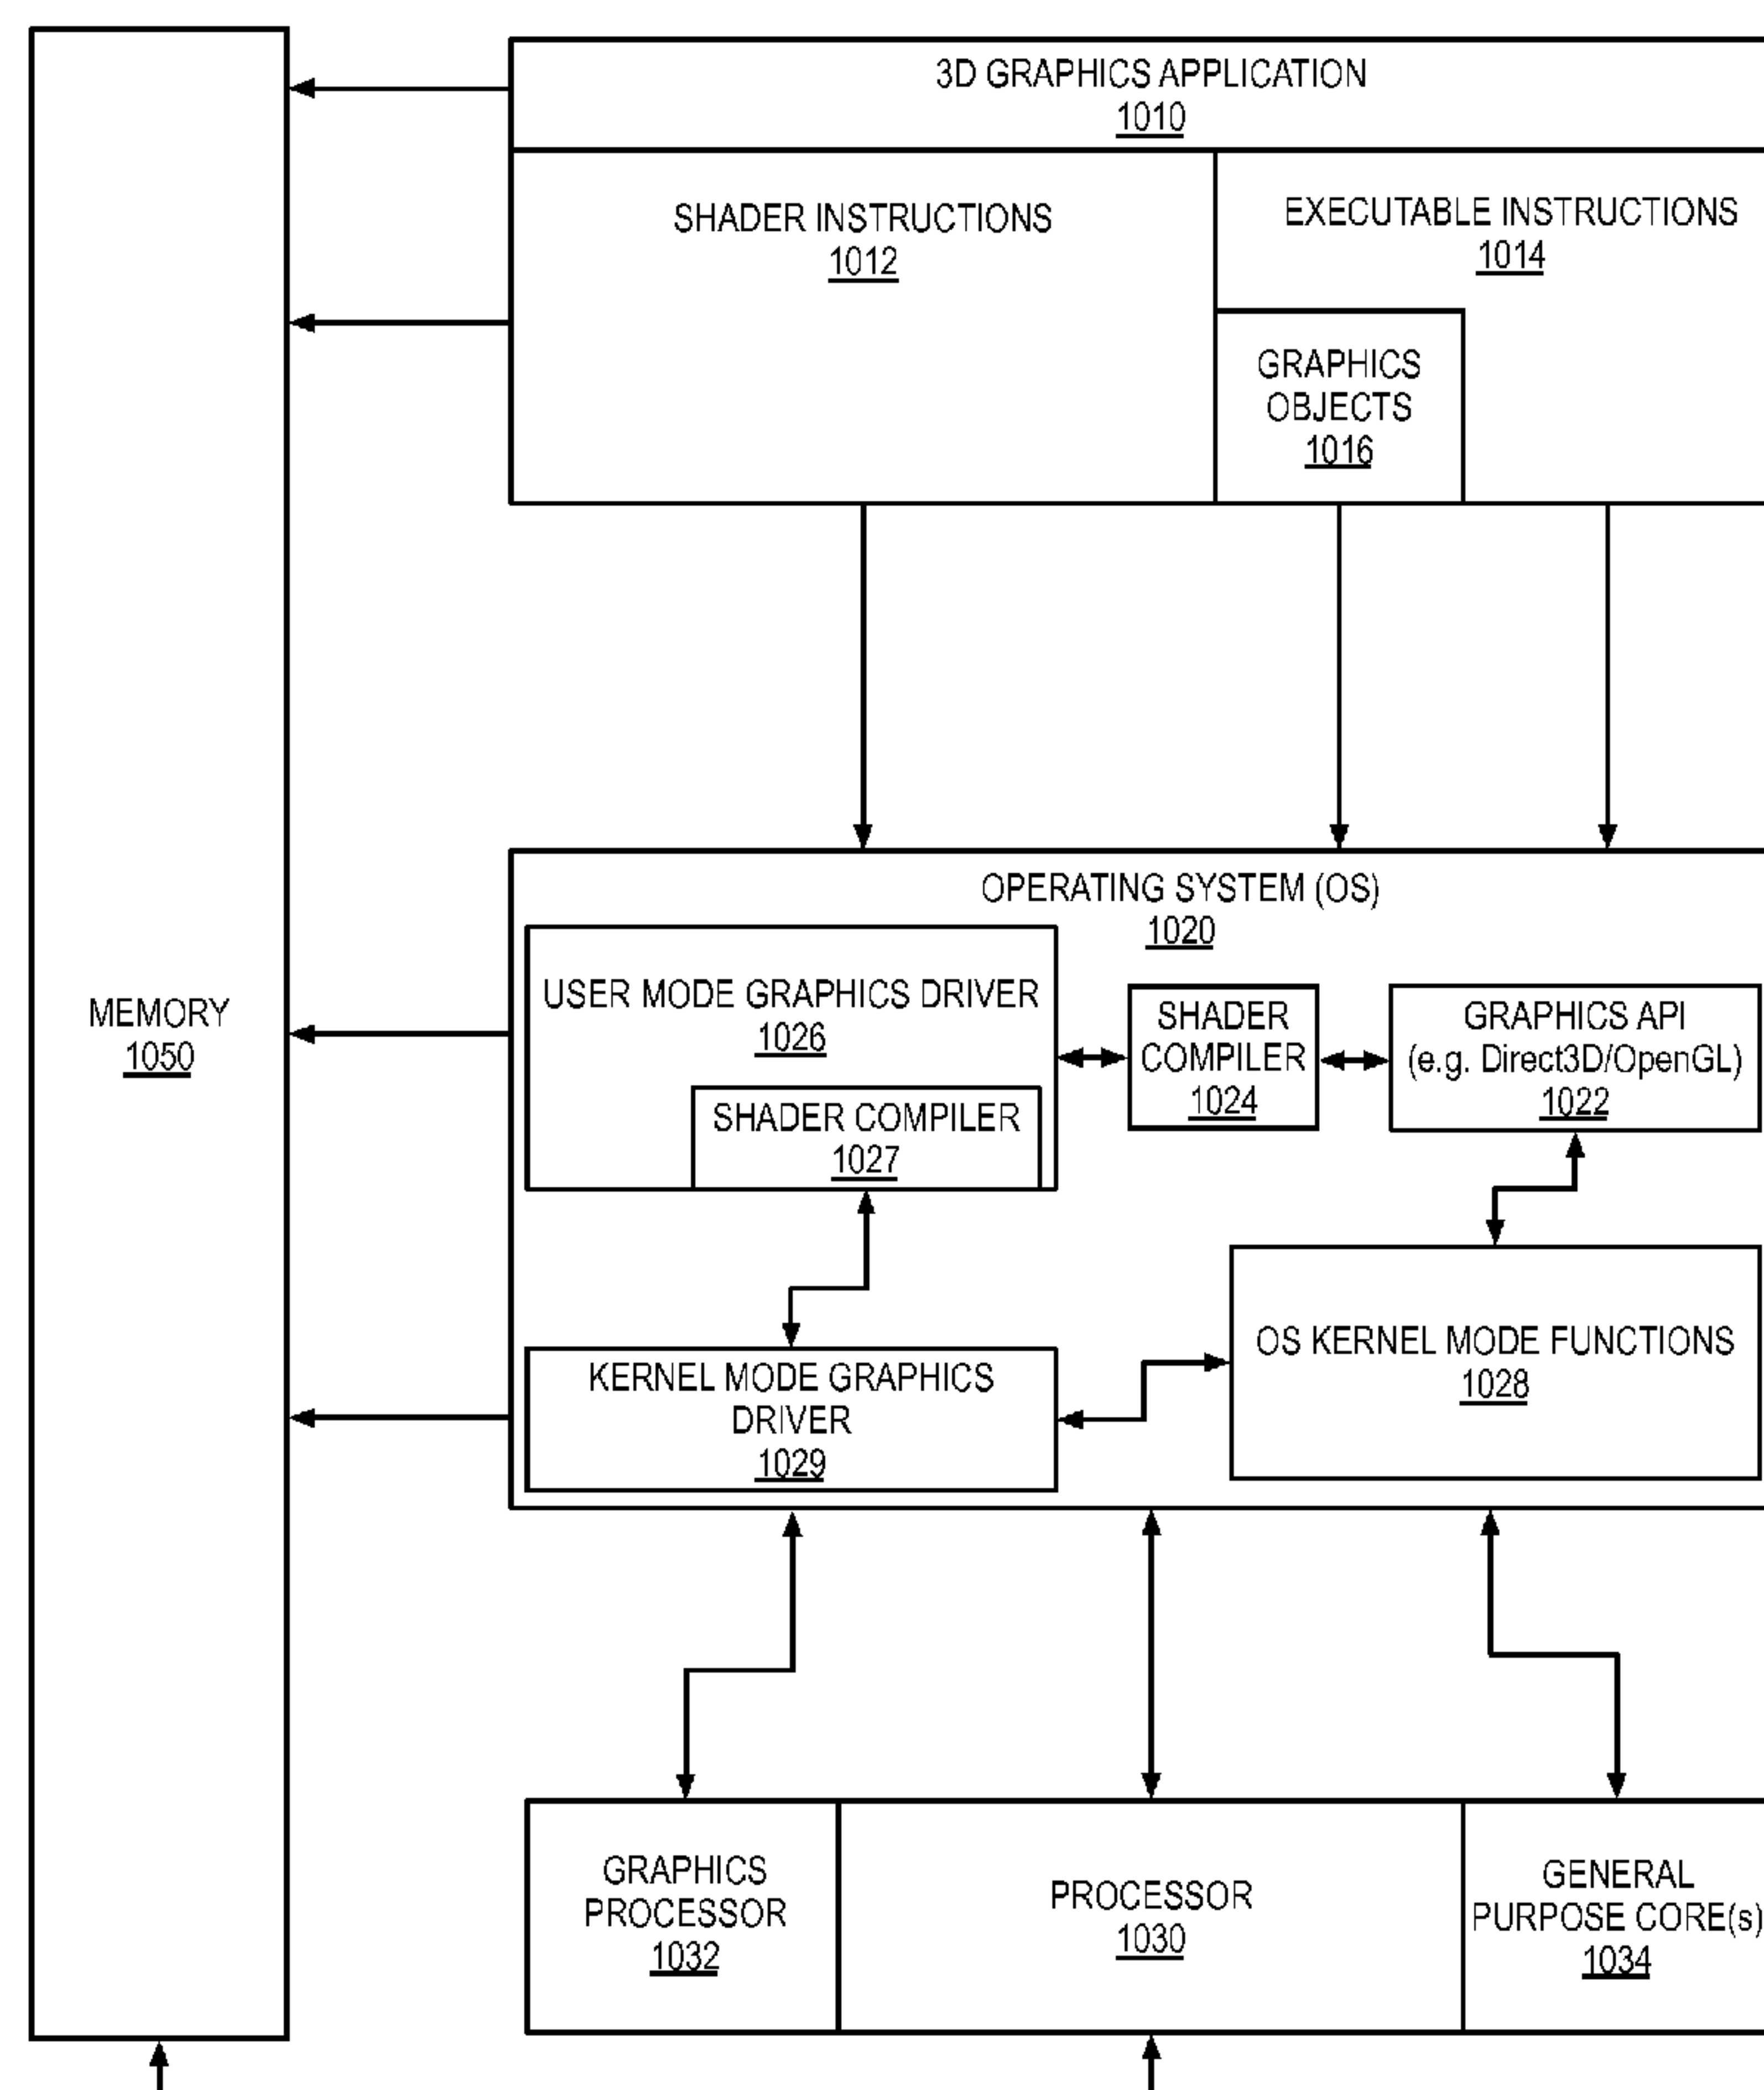 3D GRAPHICS APPLICATION
1010
SHADER INSTRUCTIONS
1012
EXECUTABLE INSTRUCTIONS
1014
GRAPHICS
OBJECTS
1016
OPERATING SYSTEM (OS)
1020
USER MODE GRAPHICS DRIVER
1026
SHADER COMPILER
1027
SHADER
COMPILER
1024
GRAPHICS API
(e.g. Direct3D/OpenGL)
1022
MEMORY
1050
KERNEL MODE GRAPHICS
DRIVER
1029
OS KERNEL MODE FUNCTIONS
1028
GRAPHICS
PROCESSOR
1032
PROCESSOR
1030
GENERAL
PURPOSE CORE(s)
1034